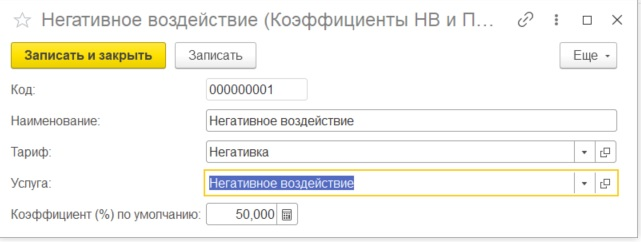 Негативное воздействие (Коэффициенты НВ и П...
Записать и закрыть Записать Еще
Код: 000000001
Наименование: Негативное воздействие
Тариф: Негативка
Услуга: Негативное воздействие
Коэффициент (%) по умолчанию: 50,000